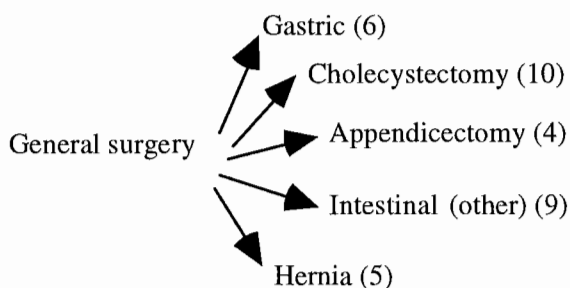 Gastric (6)
Cholecystectomy (10)
Appendicectomy (4)
General surgery
Intestinal (other) (9)
Hernia (5)